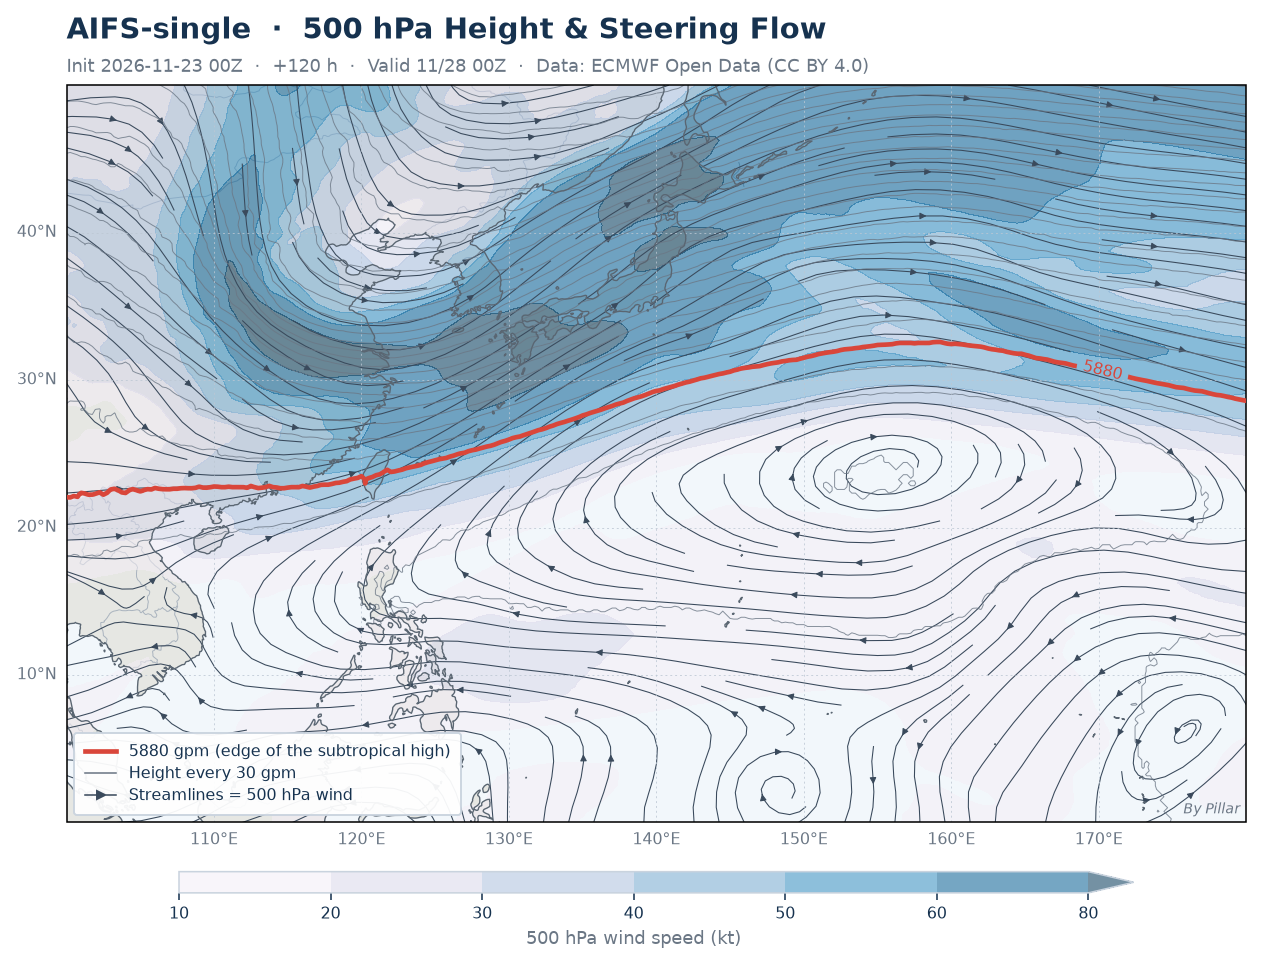 AIFS-single · 500 hPa Height & Steering Flow
Init 2026-11-23 00Z · +120 h · Valid 11/28 00Z · Data: ECMWF Open Data (CC BY 4.0)
40°N
30°N
20°N
10°N
5880
5880 gpm (edge of the subtropical high)
Height every 30 gpm
Streamlines = 500 hPa wind
By Pillar
110°E 120°E 130°E 140°E 150°E 160°E 170°E
10 20 30 40 50 60 80
500 hPa wind speed (kt)